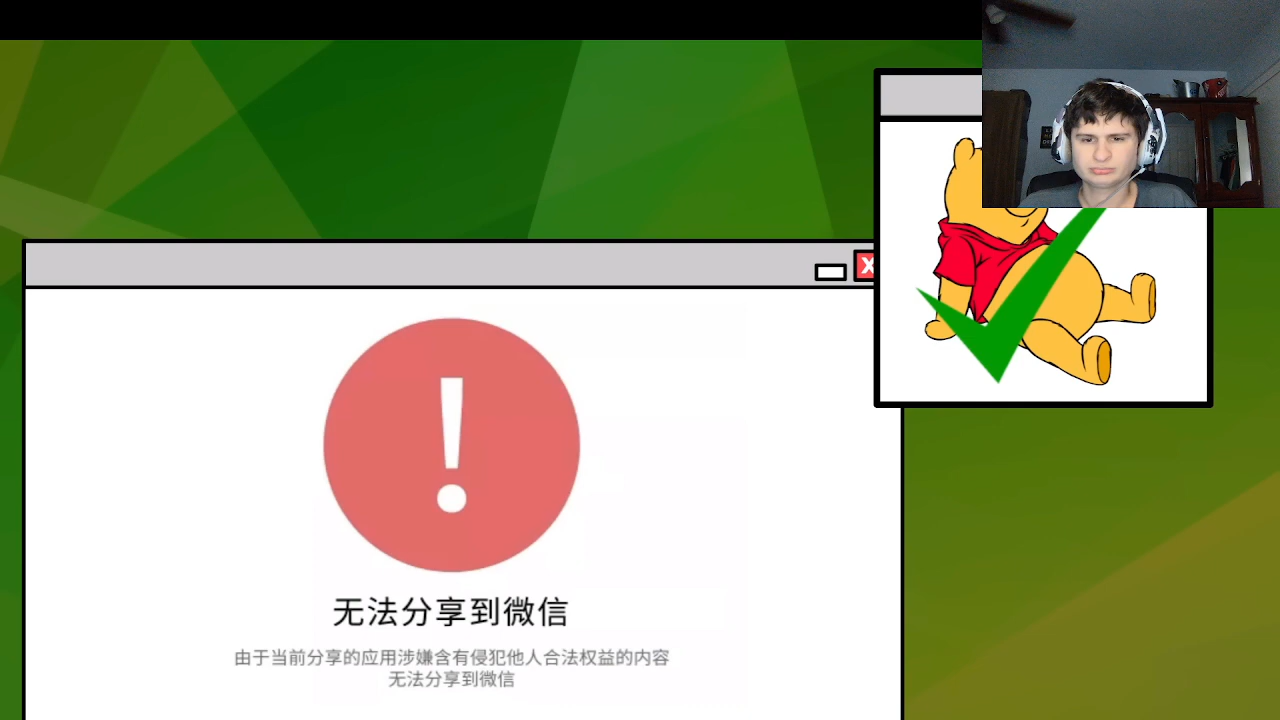 X
无法分享到微信
由于当前分享的应用涉嫌含有侵犯他人合法权益的内容
无法分享到微信